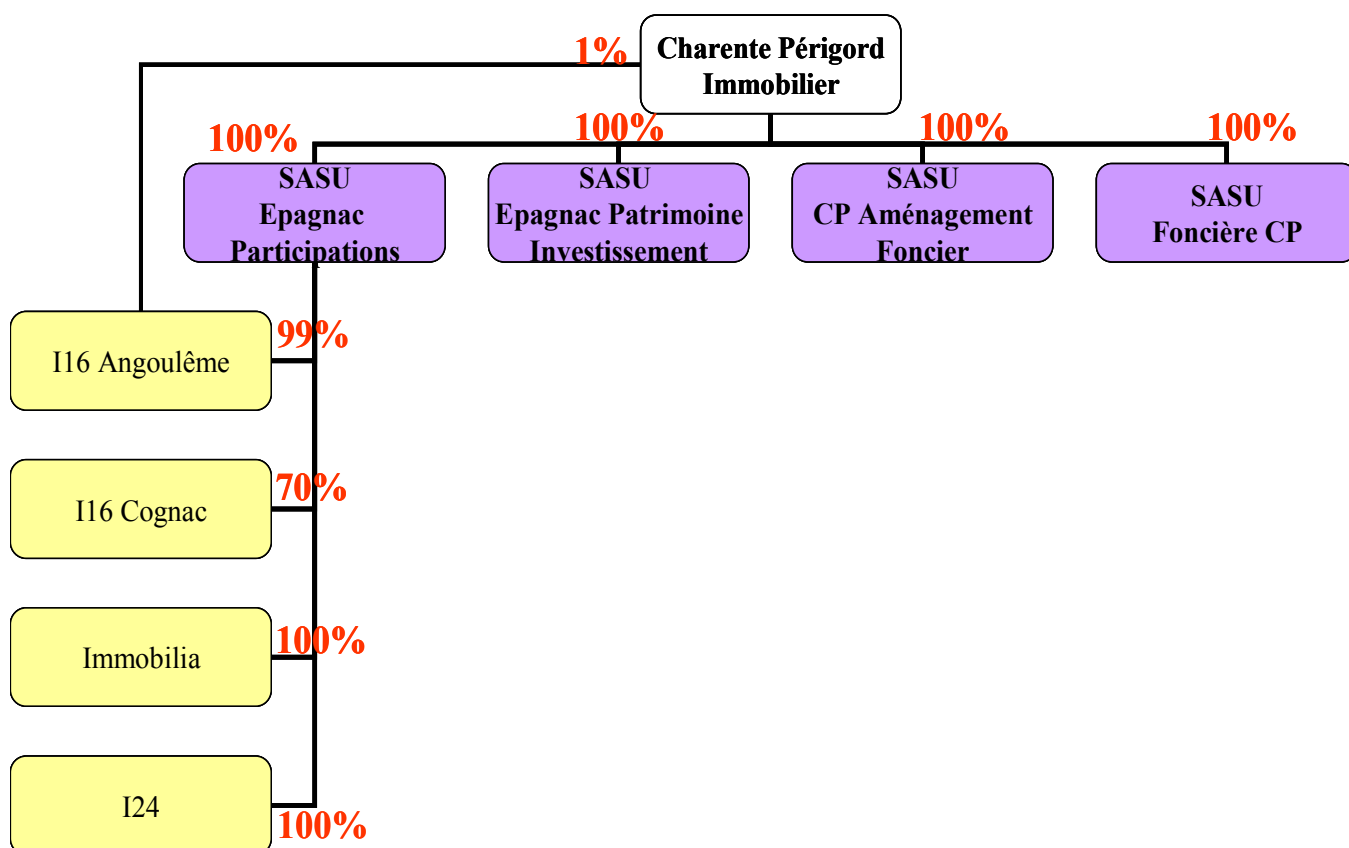 1%
Charente Périgord
Immobilier
100%
100%
100%
100%
SASU
Epagnac
Participations
SASU
Epagnac Patrimoine
Investissement
SASU
CP Aménagement
Foncier
SASU
Foncière CP
I16 Angoulême
99%
I16 Cognac
70%
Immobilia
100%
I24
100%